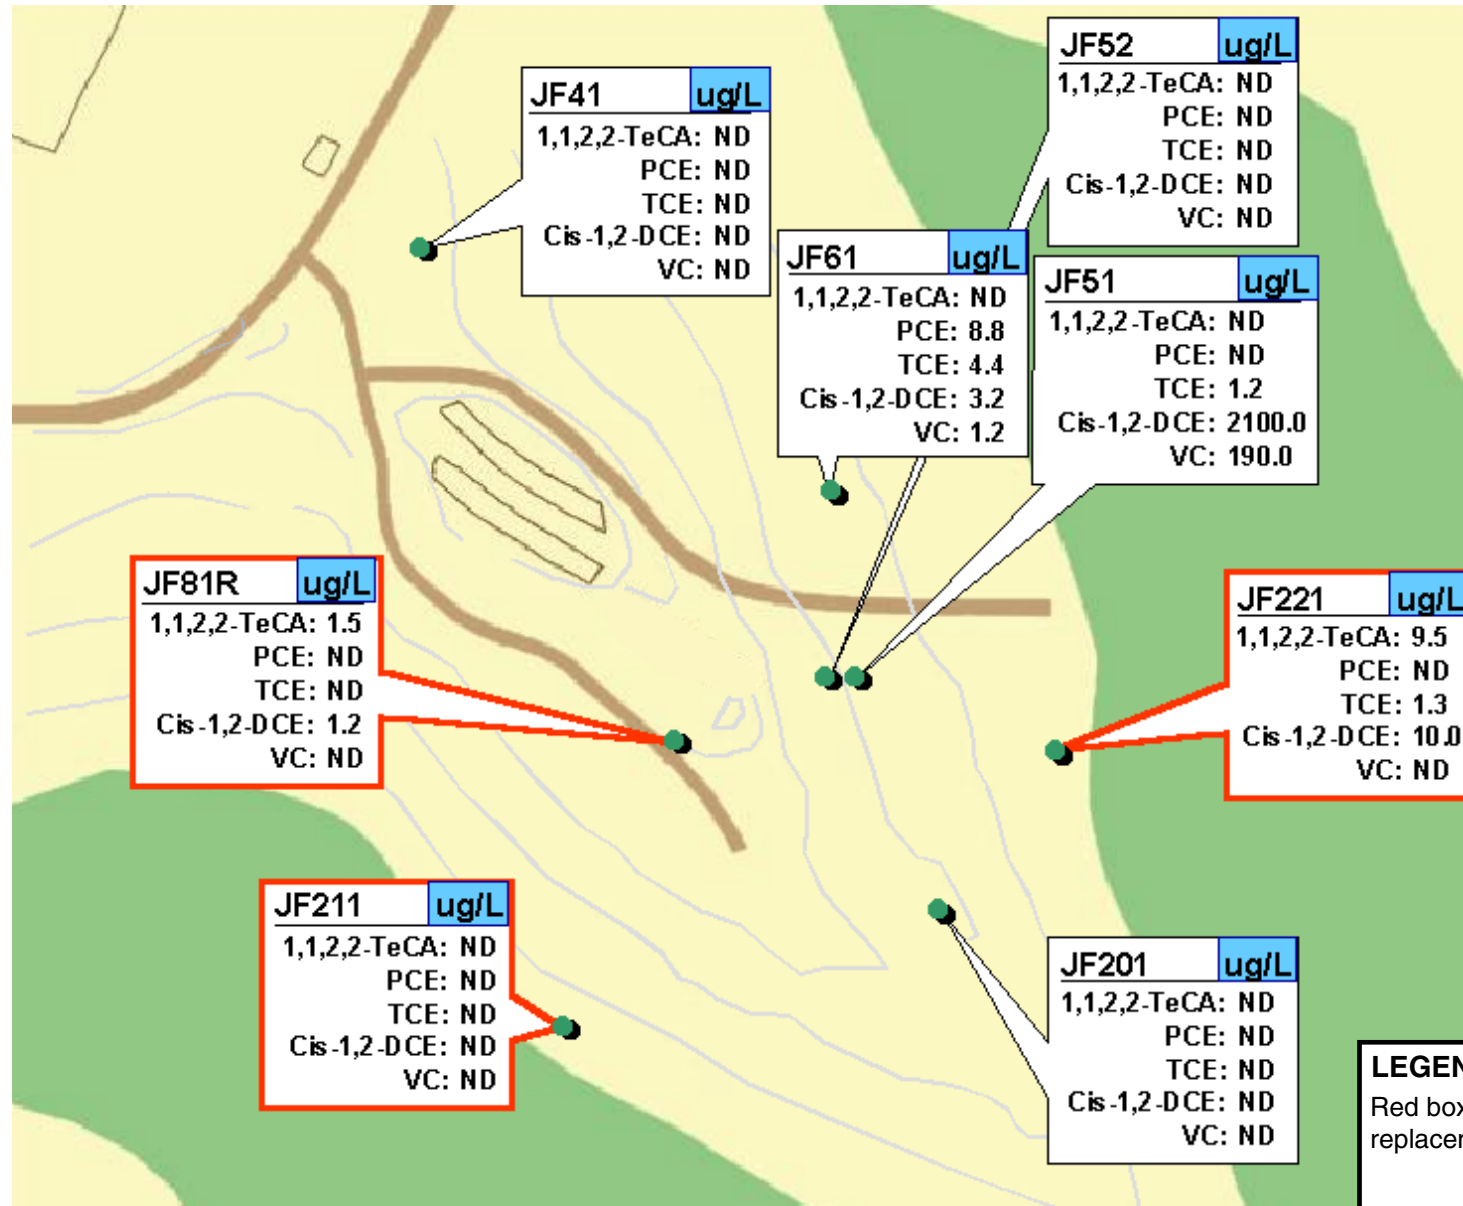 JF52 ug/L
1,1,2,2-TeCA: ND
PCE: ND
TCE: ND
Cis-1,2-DCE: ND
VC: ND
JF41 ug/L
1,1,2,2-TeCA: ND
PCE: ND
TCE: ND
Cis-1,2-DCE: ND
VC: ND
JF61 ug/L
1,1,2,2-TeCA: ND
PCE: 8.8
TCE: 4.4
Cis-1,2-DCE: 3.2
VC: 1.2
JF51 ug/L
1,1,2,2-TeCA: ND
PCE: ND
TCE: 1.2
Cis-1,2-DCE: 2100.0
VC: 190.0
JF81R ug/L
1,1,2,2-TeCA: 1.5
PCE: ND
TCE: ND
Cis-1,2-DCE: 1.2
VC: ND
JF221 ug/L
1,1,2,2-TeCA: 9.5
PCE: ND
TCE: 1.3
Cis-1,2-DCE: 10.0
VC: ND
JF211 ug/L
1,1,2,2-TeCA: ND
PCE: ND
TCE: ND
Cis-1,2-DCE: ND
VC: ND
JF201 ug/L
1,1,2,2-TeCA: ND
PCE: ND
TCE: ND
Cis-1,2-DCE: ND
VC: ND
LEGEN
Red box
replacer